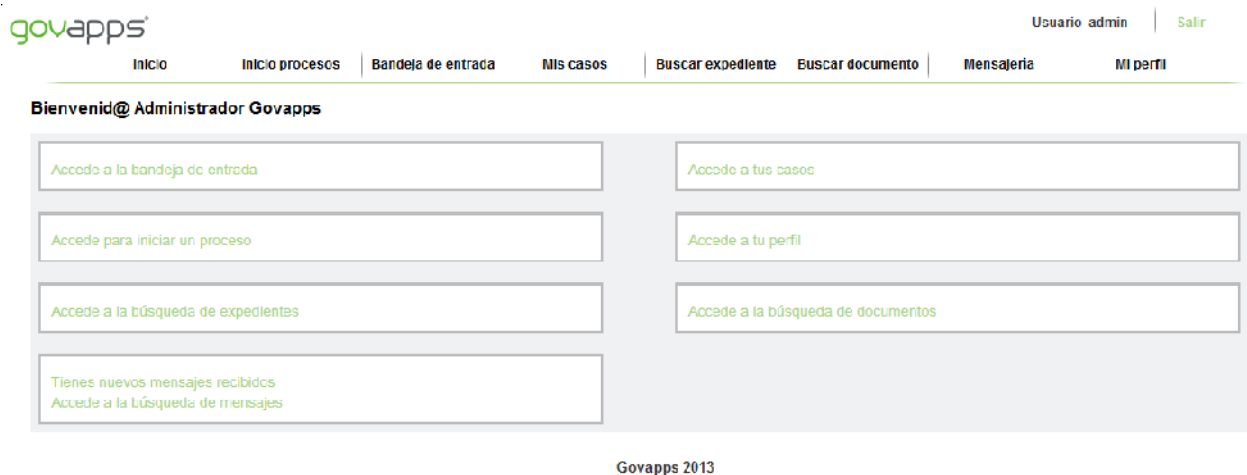 govapps
Usuario admin
Salir
Inicio
Inicio procesos
Bandeja de entrada
Mis casos
Buscar expediente
Buscar documento
Mensajeria
Mi perfil
Bienvenid@ Administrador Govapps
Accede a la bandeja de entrada
Accede a tus casos
Accede para iniciar un proceso
Accede a tu perfil
Accede a la búsqueda de expedientes
Accede a la búsqueda de documentos
Tienes nuevos mensajes recibidos
Accede a la búsqueda de mensajes
Govapps 2013